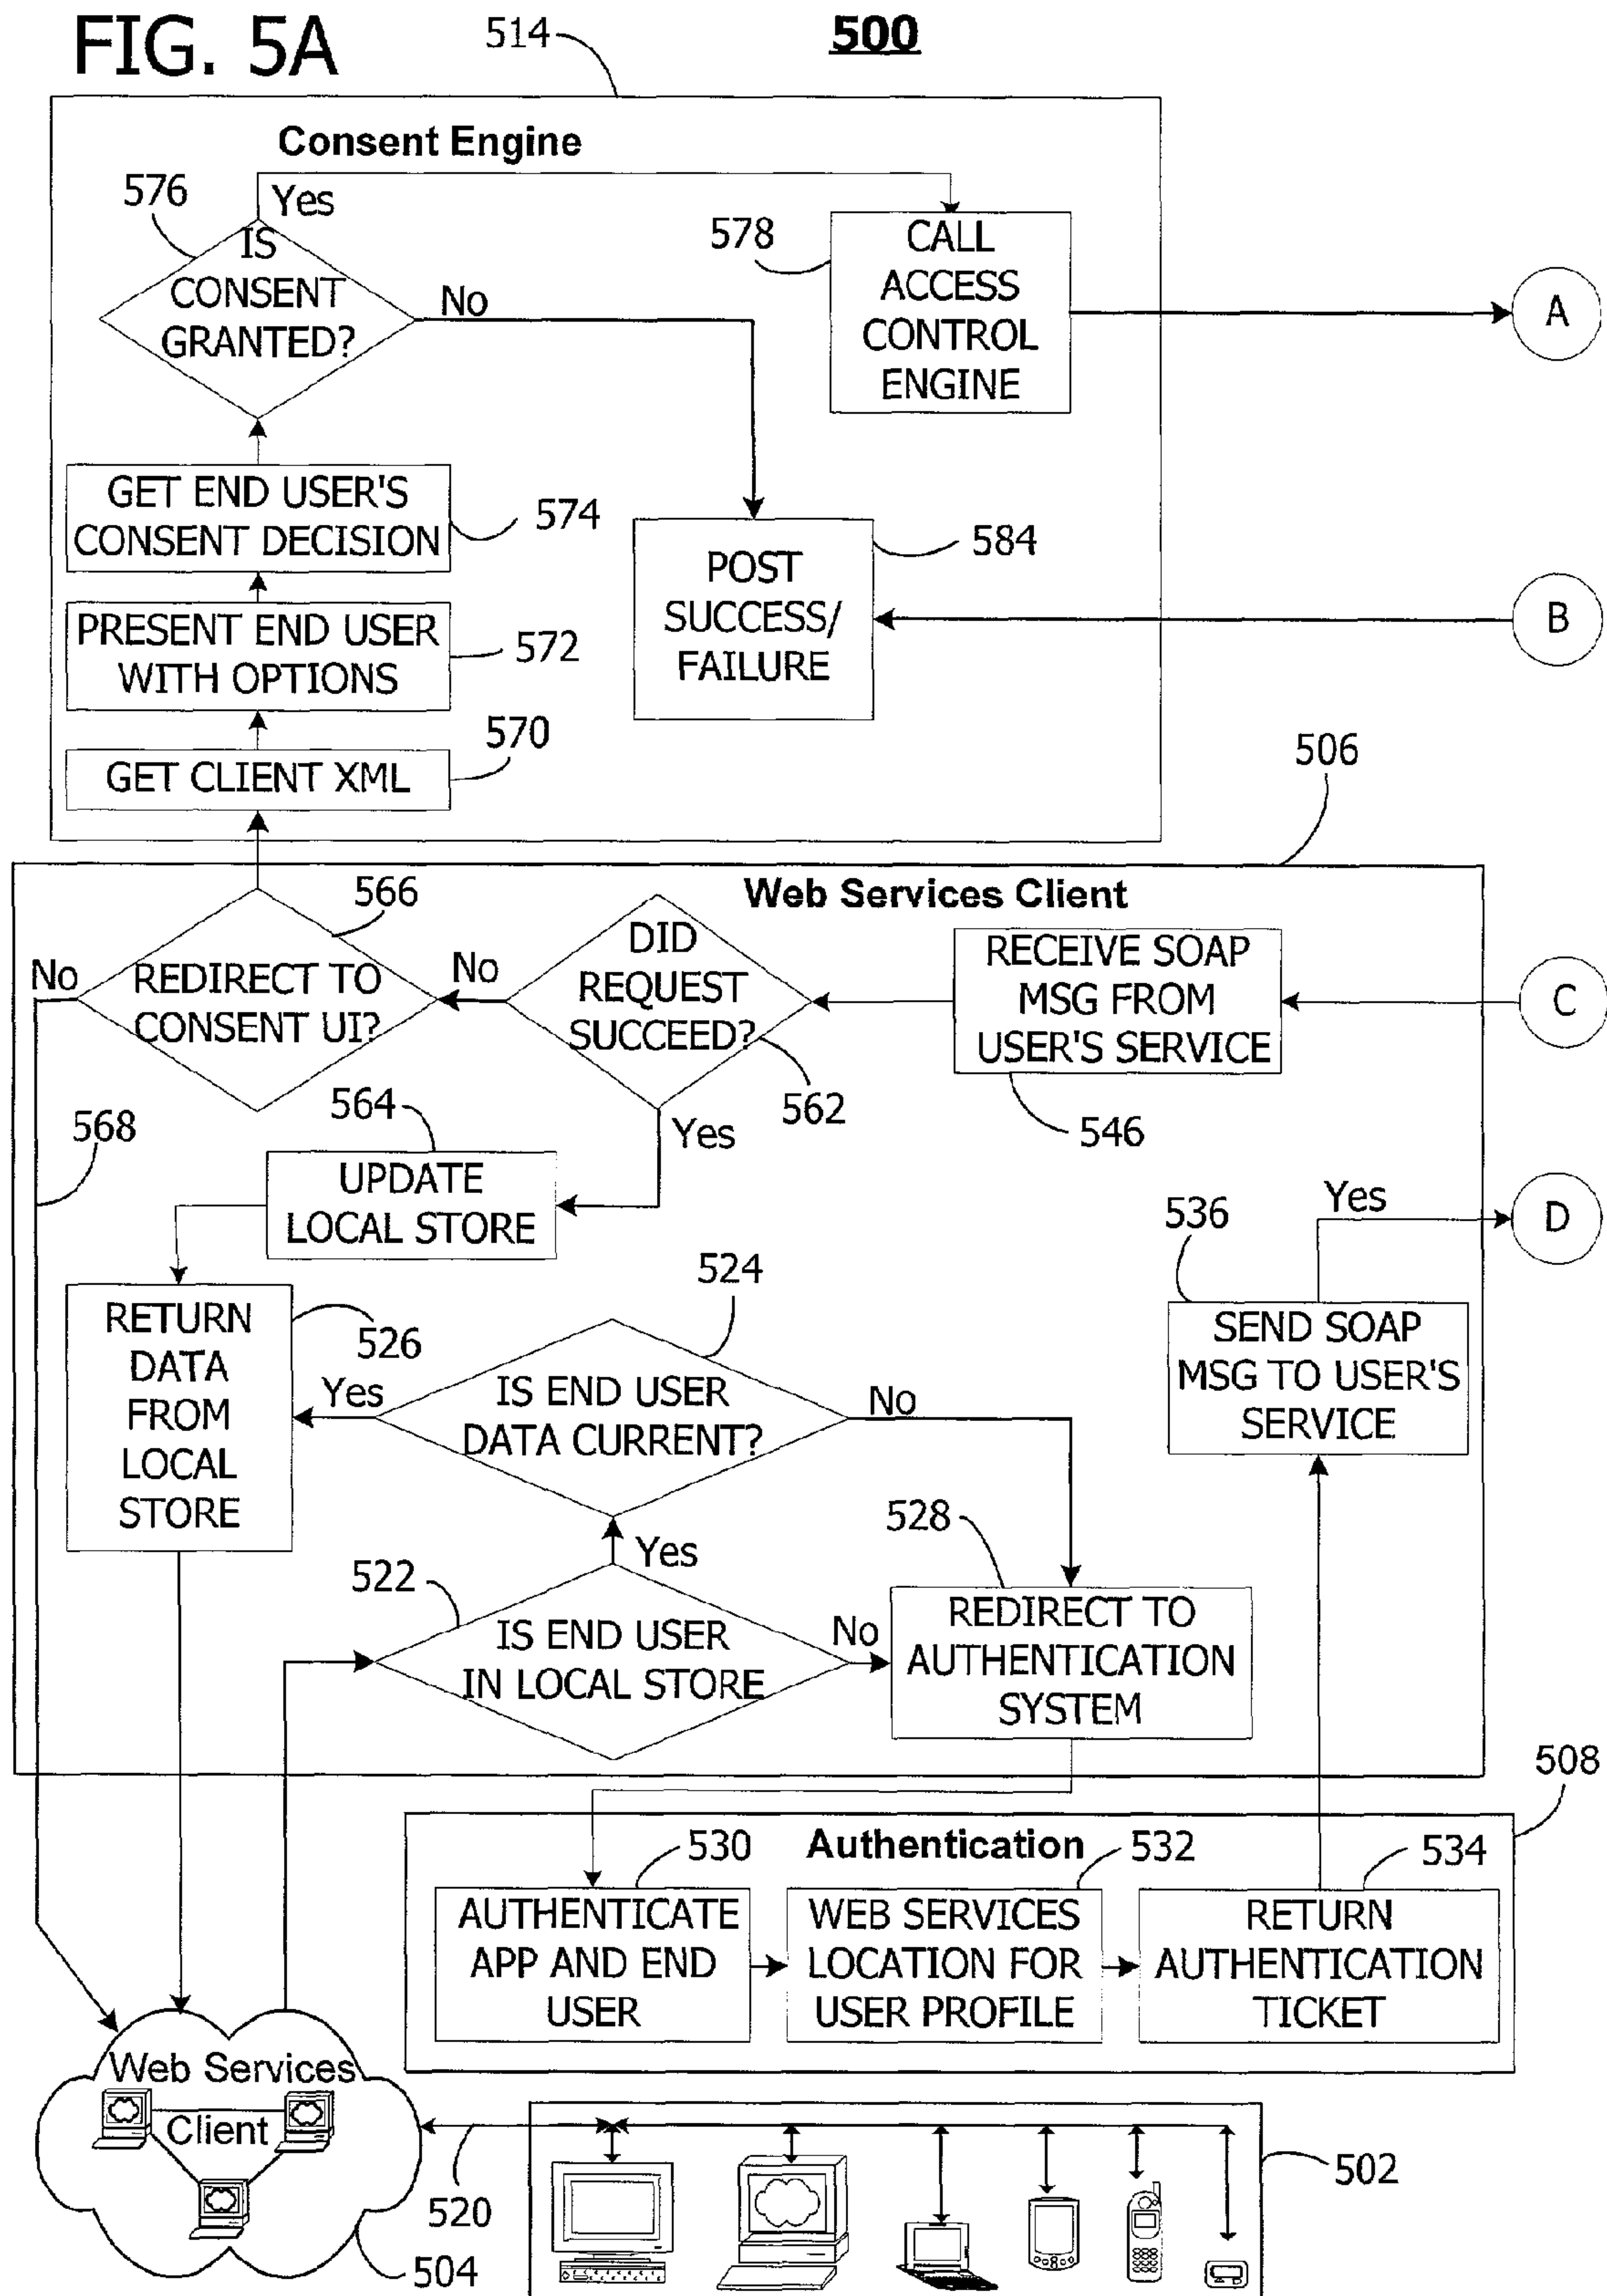 FIG. 5A
514
500
Consent Engine
576
Yes
IS
CONSENT
GRANTED?
No
578
CALL
ACCESS
CONTROL
ENGINE
A
GET END USER'S
CONSENT DECISION
574
POST
SUCCESS/
FAILURE
584
B
PRESENT END USER
WITH OPTIONS
572
570
GET CLIENT XML
506
Web Services Client
566
No
REDIRECT TO
CONSENT UI?
No
DID
REQUEST
SUCCEED?
562
RECEIVE SOAP
MSG FROM
USER'S SERVICE
546
C
568
564
Yes
UPDATE
LOCAL STORE
536
Yes
D
524
RETURN
DATA
FROM
LOCAL
STORE
526
Yes
IS END USER
DATA CURRENT?
No
SEND SOAP
MSG TO USER'S
SERVICE
528
522
Yes
IS END USER
IN LOCAL STORE
No
REDIRECT TO
AUTHENTICATION
SYSTEM
508
530
Authentication
532
534
AUTHENTICATE
APP AND END
USER
WEB SERVICES
LOCATION FOR
USER PROFILE
RETURN
AUTHENTICATION
TICKET
Web Services
Client
520
502
504